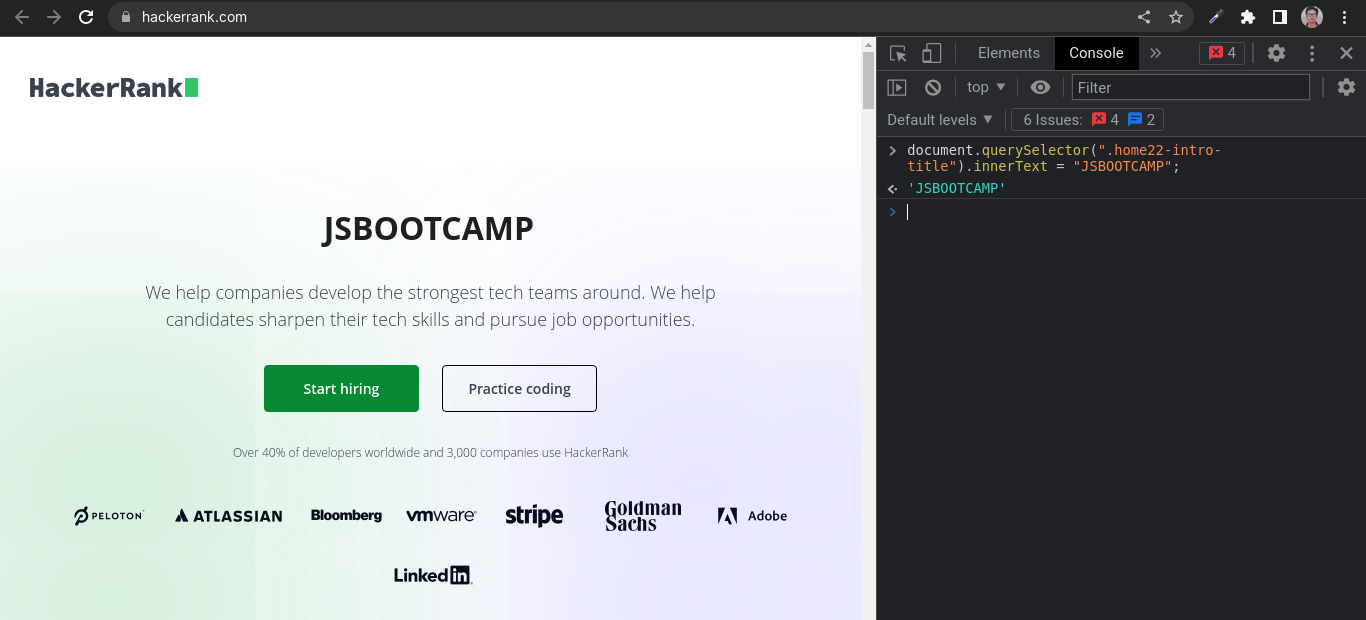 hackerrank.com
HackerRank
JSBOOTCAMP
We help companies develop the strongest tech teams around. We help
candidates sharpen their tech skills and pursue job opportunities.
Start hiring
Practice coding
Over 40% of developers worldwide and 3,000 companies use HackerRank
PELOTON
ATLASSIAN
Bloomberg
vmware
stripe
Goldman
Sachs
Adobe
LinkedIn
Elements
Console
4
top
Filter
Default levels
6 Issues: 4 2
document.querySelector(".home22-intro-
title").innerText = "JSBOOTCAMP";
'JSBOOTCAMP'